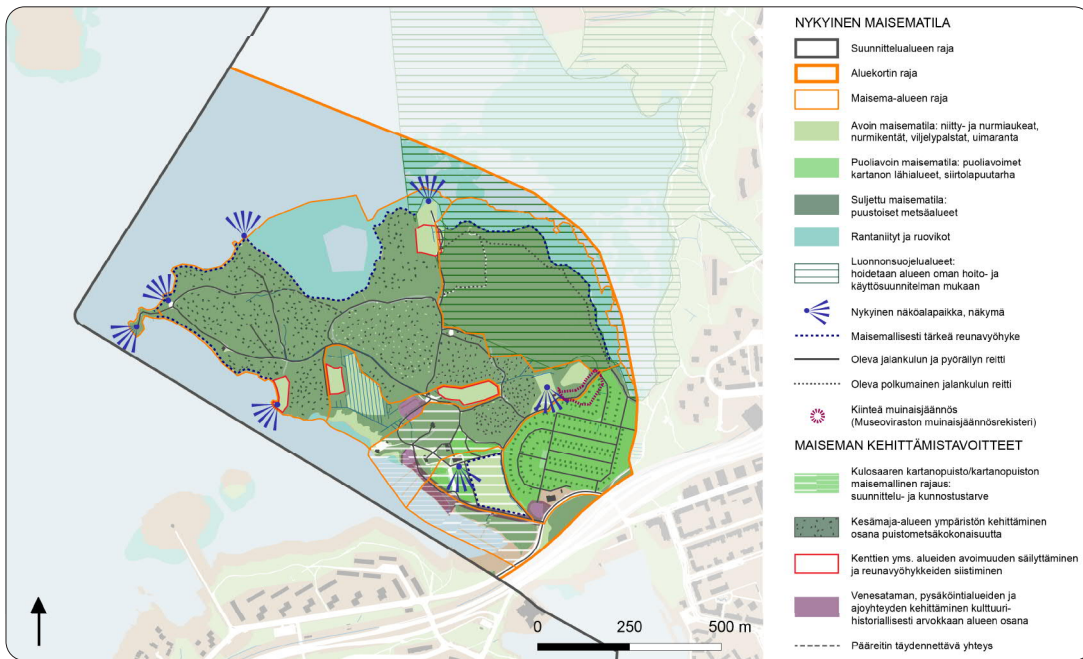 NYKYINEN MAISEMATILA
Suunnittelualueen raja
Aluekortin raja
Maisema-alueen raja
Avoin maisematila: niitty- ja nurmiaukeat,
nurmikentät, viljelypalstat, uimaranta
Puoliavoin maisematila: puoliavoimet
kartanon lähialueet, siirtolapuutarha
Suljettu maisematila:
puustoiset metsäalueet
Rantaniityt ja ruovikot
Luonnonsuojelualueet:
hoidetaan alueen oman hoito- ja
käyttösuunnitelman mukaan
Nykyinen näköalapaikka, näkymä
Maisemallisesti tärkeä reunavyöhyke
Oleva jalankulun ja pyöräilyn reitti
Oleva polkumainen jalankulun reitti
Kiinteä muinaisjäännös
(Museoviraston muinaisjäännösrekisteri)
MAISEMAN KEHITTÄMISTAVOITTEET
Kulosaaren kartanopuisto/kartanopuiston
maisemallinen rajaus:
suunnittelu- ja kunnostustarve
Kesämaja-alueen ympäristön kehittäminen
osana puistometsäkokonaisuutta
Kenttien yms. alueiden avoimuuden säilyttäminen
ja reunavyöhykkeiden siistiminen
Venesataman, pysäköintialueiden ja
ajoyhteyden kehittäminen kulttuuri-
historiallisesti arvokkaan alueen osana
Pääreitin täydennettävä yhteys
0 250 500 m